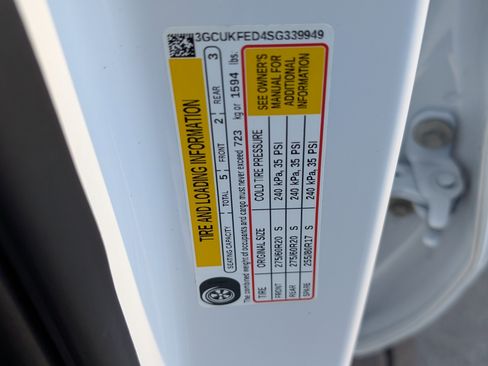 3GCUKFED4SG339949
TIRE AND LOADING INFORMATION
SEATING CAPACITY TOTAL 5 FRONT 2 REAR 3
The combined weight of occupants and cargo must never exceed 723 kg or 1594 lbs.
TIRE ORIGINAL SIZE COLD TIRE PRESSURE
FRONT 275/60R20 S 240 kPa, 35 PSI
REAR 275/60R20 S 240 kPa, 35 PSI
SPARE 255/80R17 S 240 kPa, 35 PSI
SEE OWNER'S
MANUAL FOR
ADDITIONAL
INFORMATION